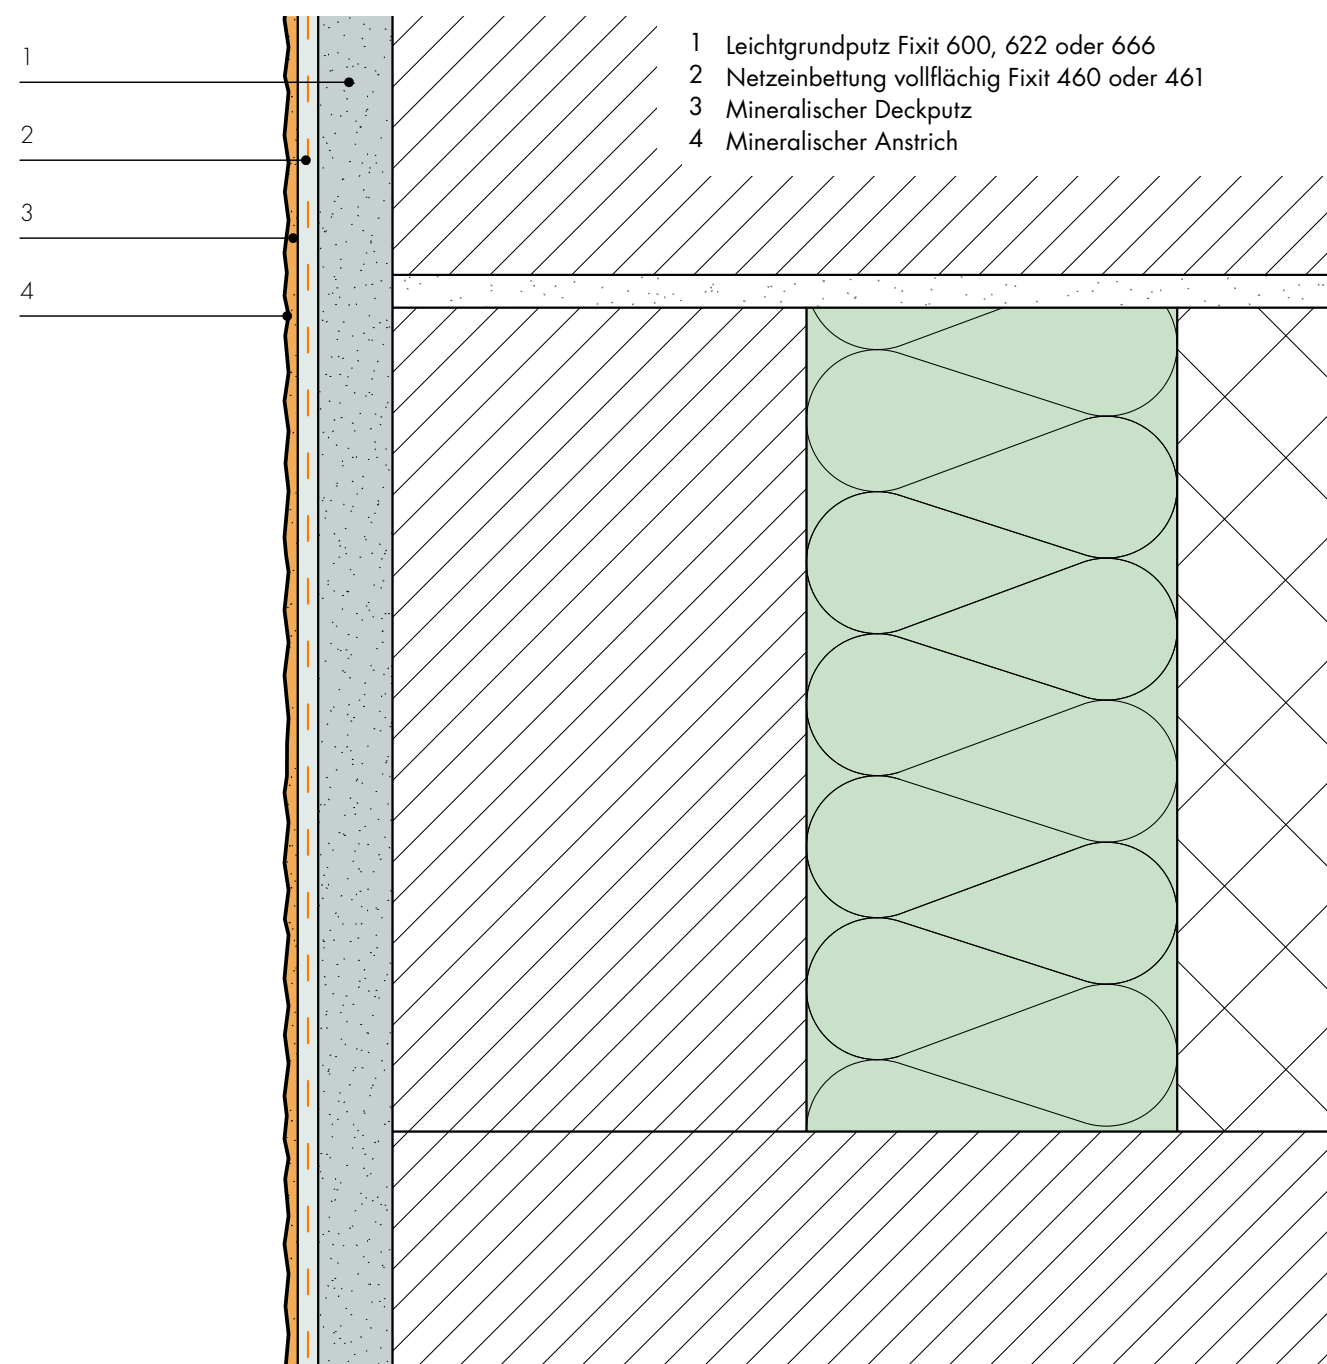 1
2
3
4
1 Leichtgrundputz Fixit 600, 622 oder 666
2 Netzeinbettung vollflächig Fixit 460 oder 461
3 Mineralischer Deckputz
4 Mineralischer Anstrich